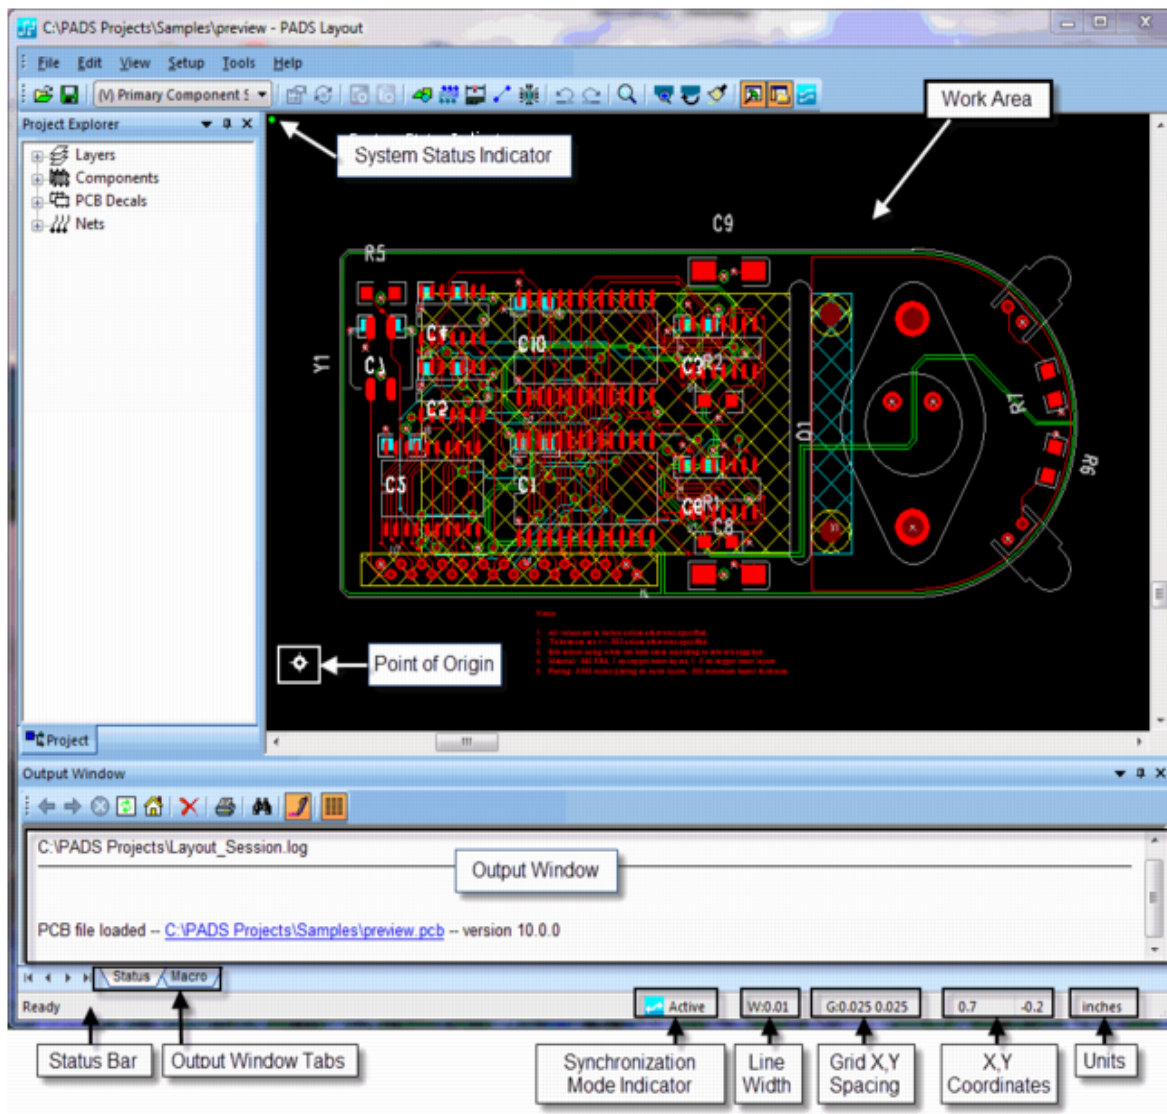 C:\PADS Projects\Samples\preview - PADS Layout
File Edit View Setup Tools Help
(V) Primary Component S
Work Area
Project Explorer
System Status Indicator
Layers
Components
PCB Decals
Nets
C9
R5
Y1
C4
C10
C1
C3
R2
C2
R7
Q1
R6
C5
C1
R1
C8
Point of Origin
Project
Output Window
C:\PADS Projects\Layout_Session.log
Output Window
PCB file loaded -- C:\PADS Projects\Samples\preview.pcb -- version 10.0.0
Status Macro
Ready
Active W:0.01 G:0.025 0.025 0.7 -0.2 inches
Status Bar
Output Window Tabs
Synchronization
Mode Indicator
Line
Width
Grid X,Y
Spacing
X,Y
Coordinates
Units